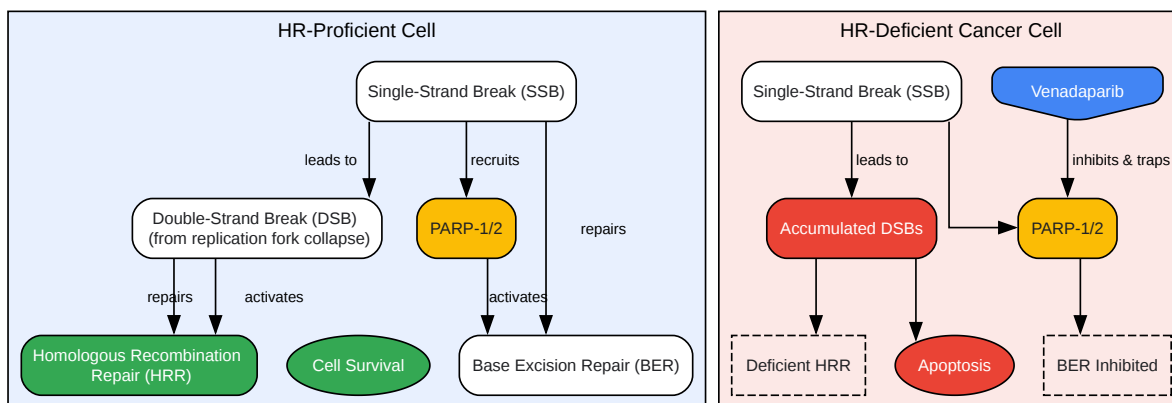 HR-Proficient Cell
Single-Strand Break (SSB)
leads to
recruits
Double-Strand Break (DSB)
(from replication fork collapse)
PARP-1/2
repairs
repairs
activates
activates
Homologous Recombination
Repair (HRR)
Cell Survival
Base Excision Repair (BER)
HR-Deficient Cancer Cell
Single-Strand Break (SSB)
Venadaparib
leads to
inhibits & traps
Accumulated DSBs
PARP-1/2
Deficient HRR
Apoptosis
BER Inhibited